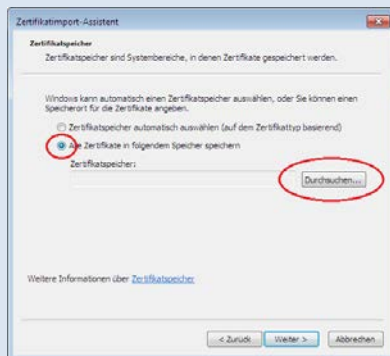 Zertifikatimport-Assistent
Zertifikatspeicher
Zertifikatspeicher sind Systembereiche, in denen Zertifikate gespeichert werden.
Windows kann automatisch einen Zertifikatspeicher auswählen, oder Sie können einen
Speicherort für die Zertifikate angeben.
Zertifikatspeicher automatisch auswählen (auf dem Zertifikattyp basierend)
Alle Zertifikate in folgendem Speicher speichern
Zertifikatspeicher:
Durchsuchen...
Weitere Informationen über Zertifikatspeicher
< Zurück Weiter > Abbrechen